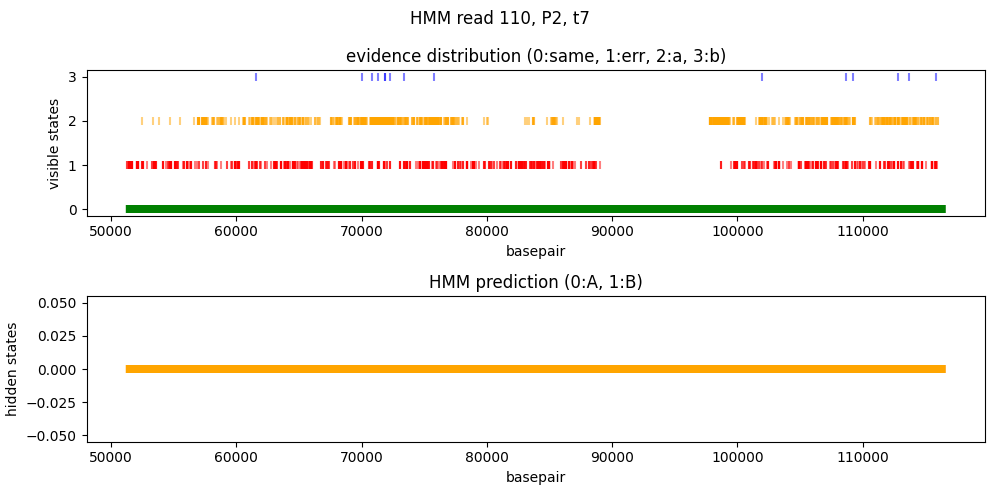 HMM read 110, P2, t7
evidence distribution (0:same, 1:err, 2:a, 3:b)
visible states
3
2
1
0
50000 60000 70000 80000 90000 100000 110000
basepair
HMM prediction (0:A, 1:B)
hidden states
0.050
0.025
0.000
−0.025
−0.050
50000 60000 70000 80000 90000 100000 110000
basepair